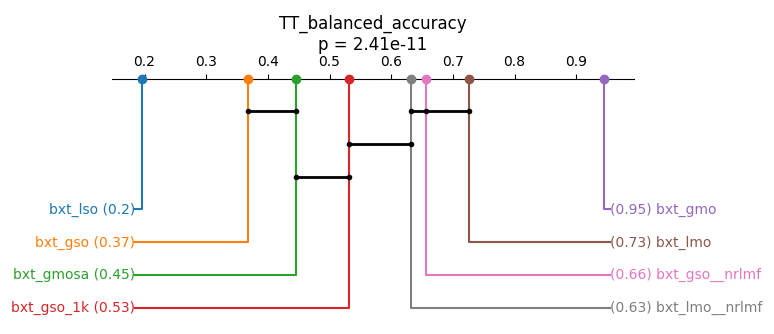 TT_balanced_accuracy
p = 2.41e-11
0.2 0.3 0.4 0.5 0.6 0.7 0.8 0.9
bxt_lso (0.2) (0.95) bxt_gmo
bxt_gso (0.37) (0.73) bxt_lmo
bxt_gmosa (0.45) (0.66) bxt_gso__nrlmf
bxt_gso_1k (0.53) (0.63) bxt_lmo__nrlmf